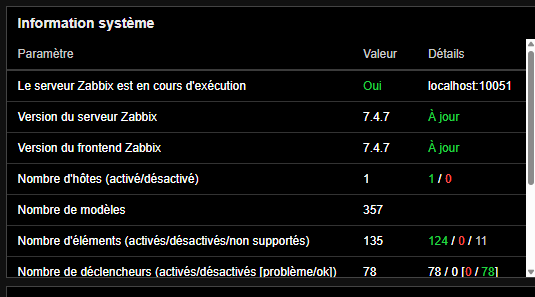 Information système
Paramètre Valeur Détails
Le serveur Zabbix est en cours d'exécution Oui localhost:10051
Version du serveur Zabbix 7.4.7 À jour
Version du frontend Zabbix 7.4.7 À jour
Nombre d'hôtes (activé/désactivé) 1 1 / 0
Nombre de modèles 357
Nombre d'éléments (activés/désactivés/non supportés) 135 124 / 0 / 11
Nombre de déclencheurs (activés/désactivés [problème/ok]) 78 78 / 0 [0 / 78]